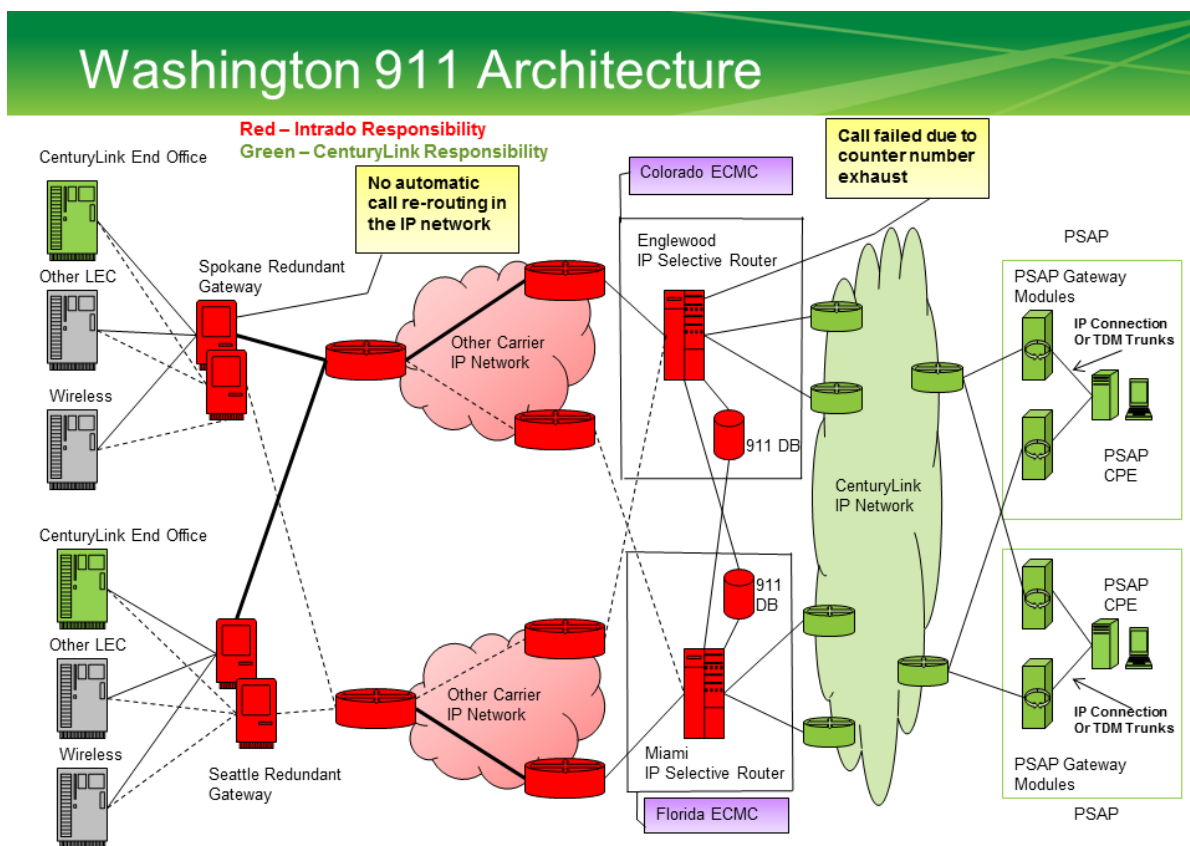 Washington 911 Architecture
Red – Intrado Responsibility
Green – CenturyLink Responsibility
CenturyLink End Office
Other LEC
Wireless
Spokane Redundant
Gateway
No automatic
call re-routing in
the IP network
Other Carrier
IP Network
Colorado ECMC
Englewood
IP Selective Router
911 DB
Call failed due to
counter number
exhaust
CenturyLink
IP Network
PSAP
PSAP Gateway
Modules
IP Connection
Or TDM Trunks
PSAP
CPE
CenturyLink End Office
Other LEC
Wireless
Seattle Redundant
Gateway
Other Carrier
IP Network
911
DB
Miami
IP Selective Router
Florida ECMC
PSAP
CPE
IP Connection
Or TDM Trunks
PSAP Gateway
Modules
PSAP